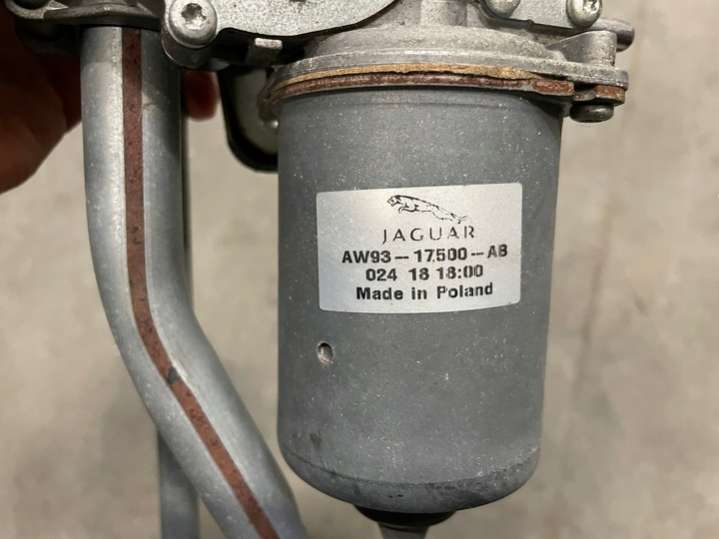 JAGUAR
AW93--17500--AB
024 18 18:00
Made in Poland